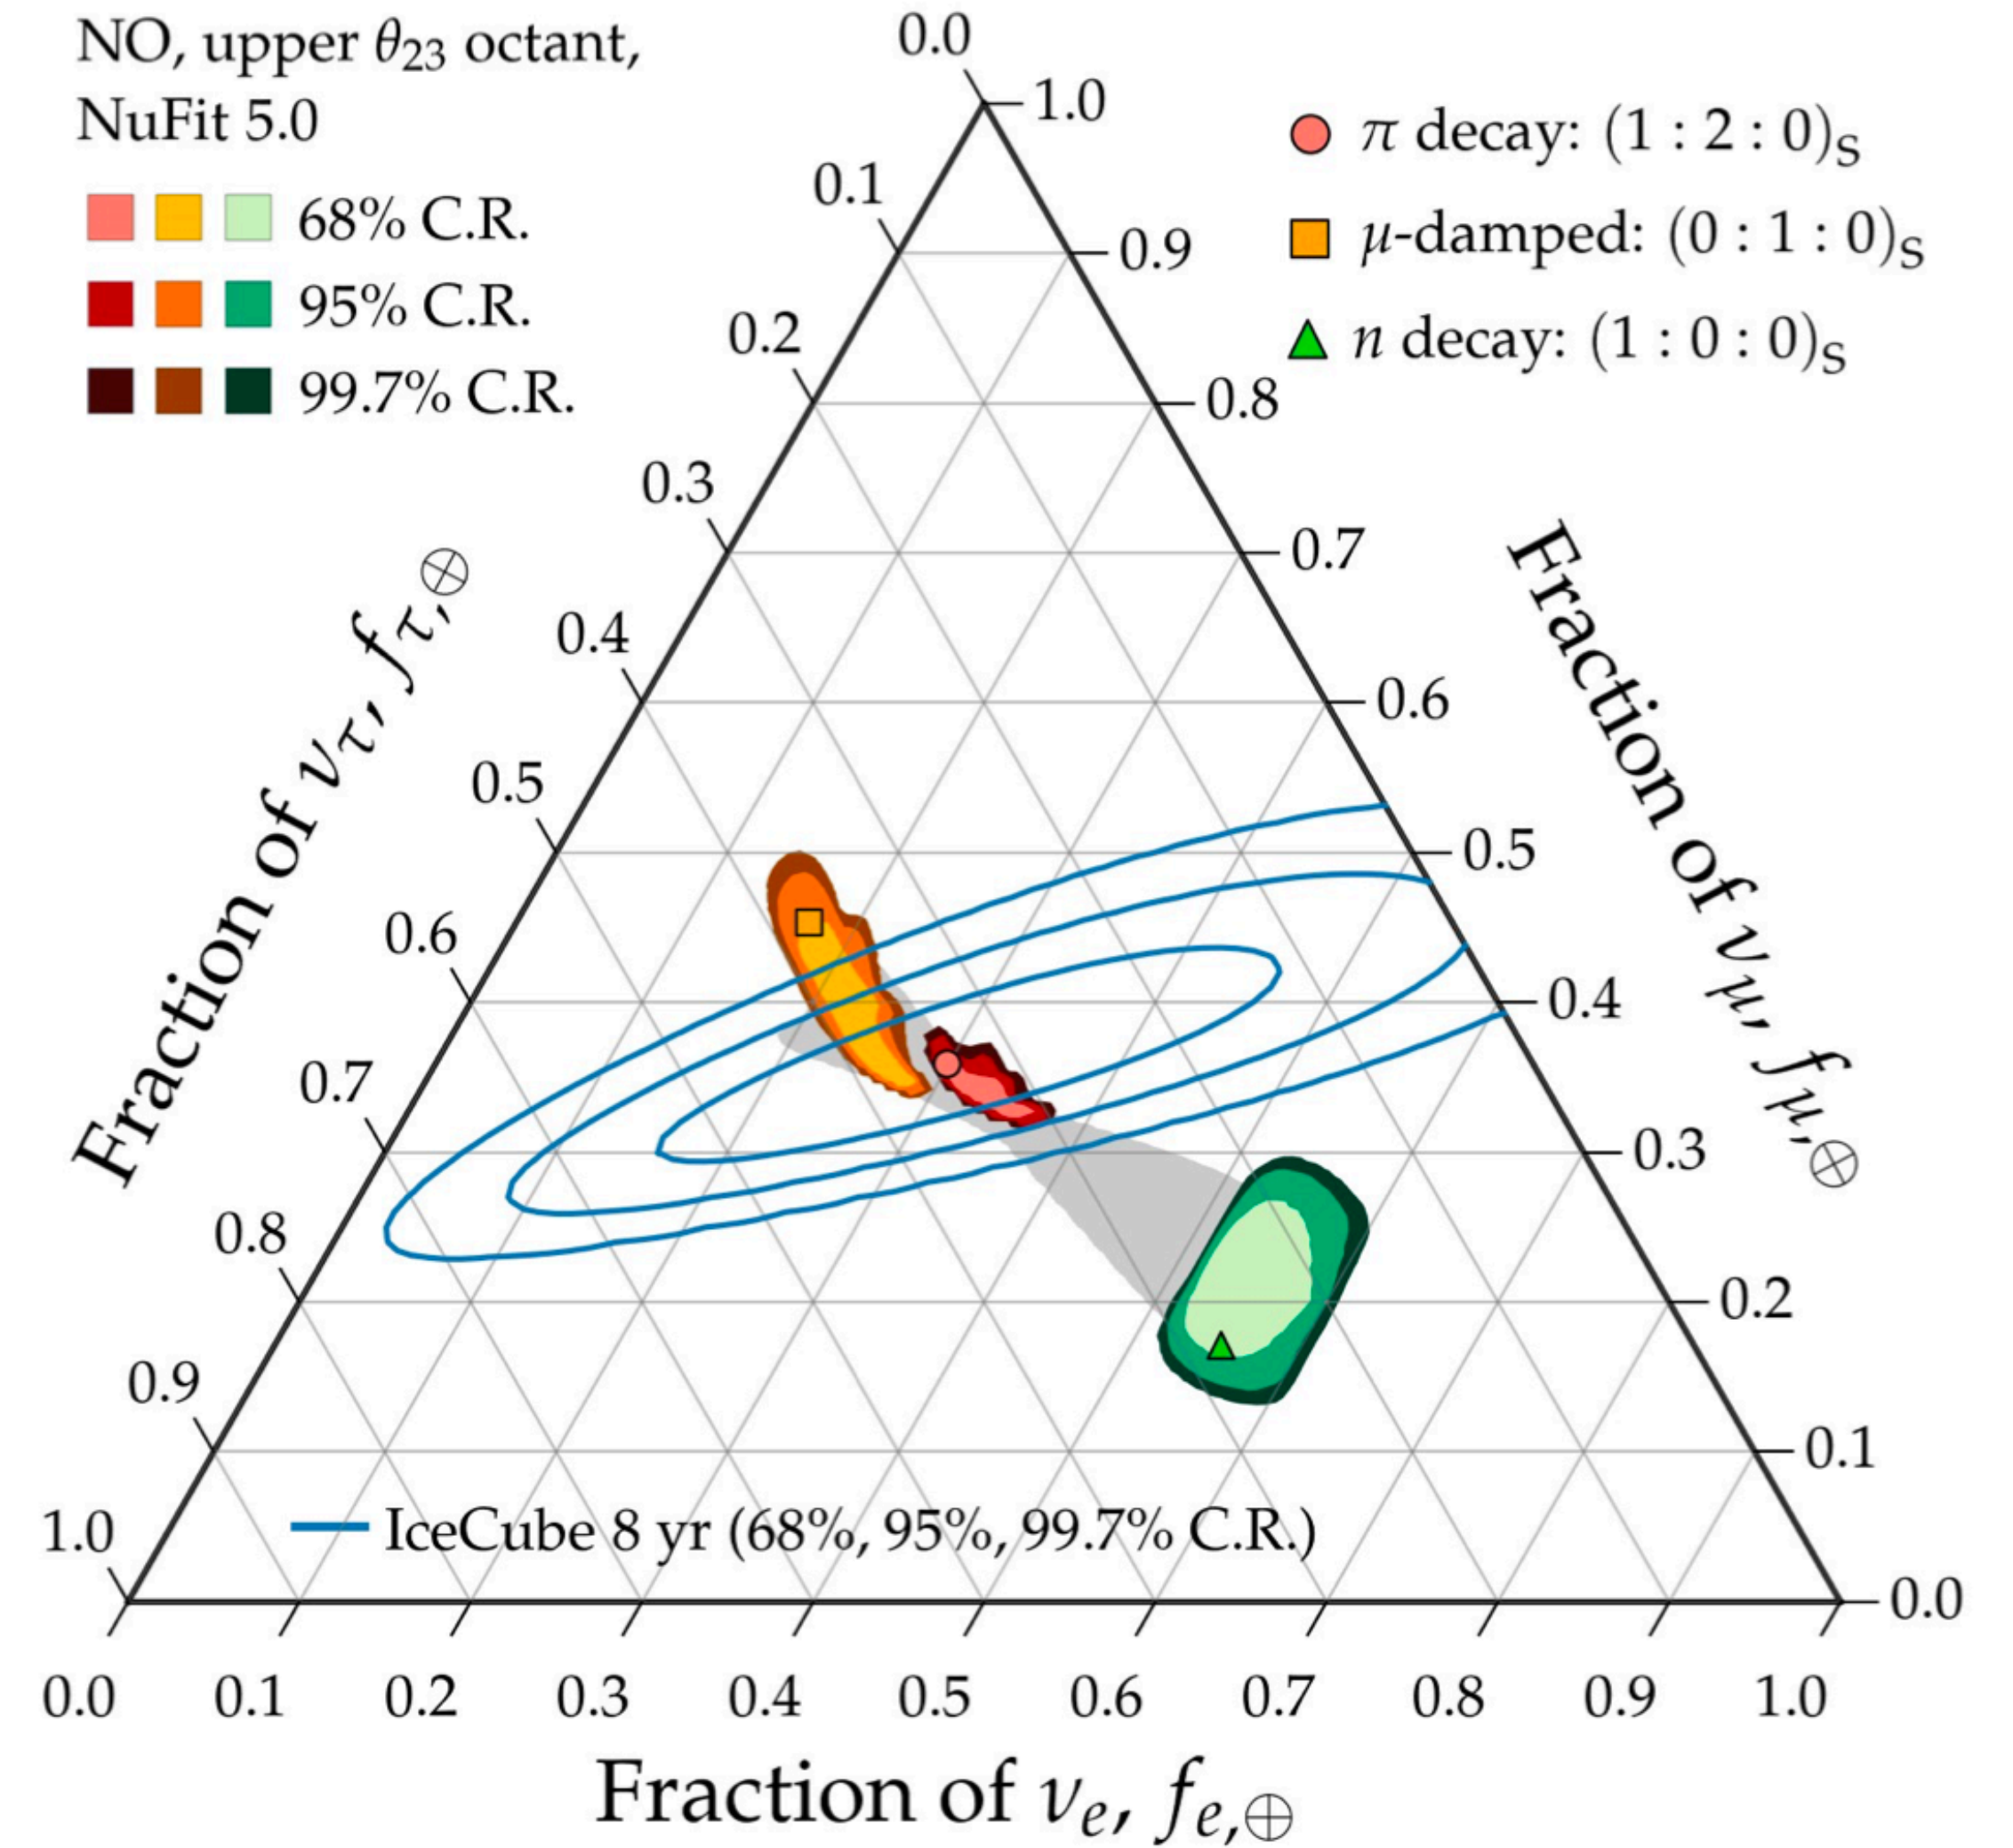 NO, upper θ₂₃ octant,
NuFit 5.0
68% C.R.
95% C.R.
99.7% C.R.
π decay: (1 : 2 : 0)S
μ-damped: (0 : 1 : 0)S
n decay: (1 : 0 : 0)S
0.0
0.1
0.2
0.3
0.4
0.5
0.6
0.7
0.8
0.9
1.0
Fraction of ντ, fτ,⊕
1.0
0.9
0.8
0.7
0.6
0.5
0.4
0.3
0.2
0.1
0.0
Fraction of νμ, fμ,⊕
IceCube 8 yr (68%, 95%, 99.7% C.R.)
0.0 0.1 0.2 0.3 0.4 0.5 0.6 0.7 0.8 0.9 1.0
Fraction of νe, fe,⊕